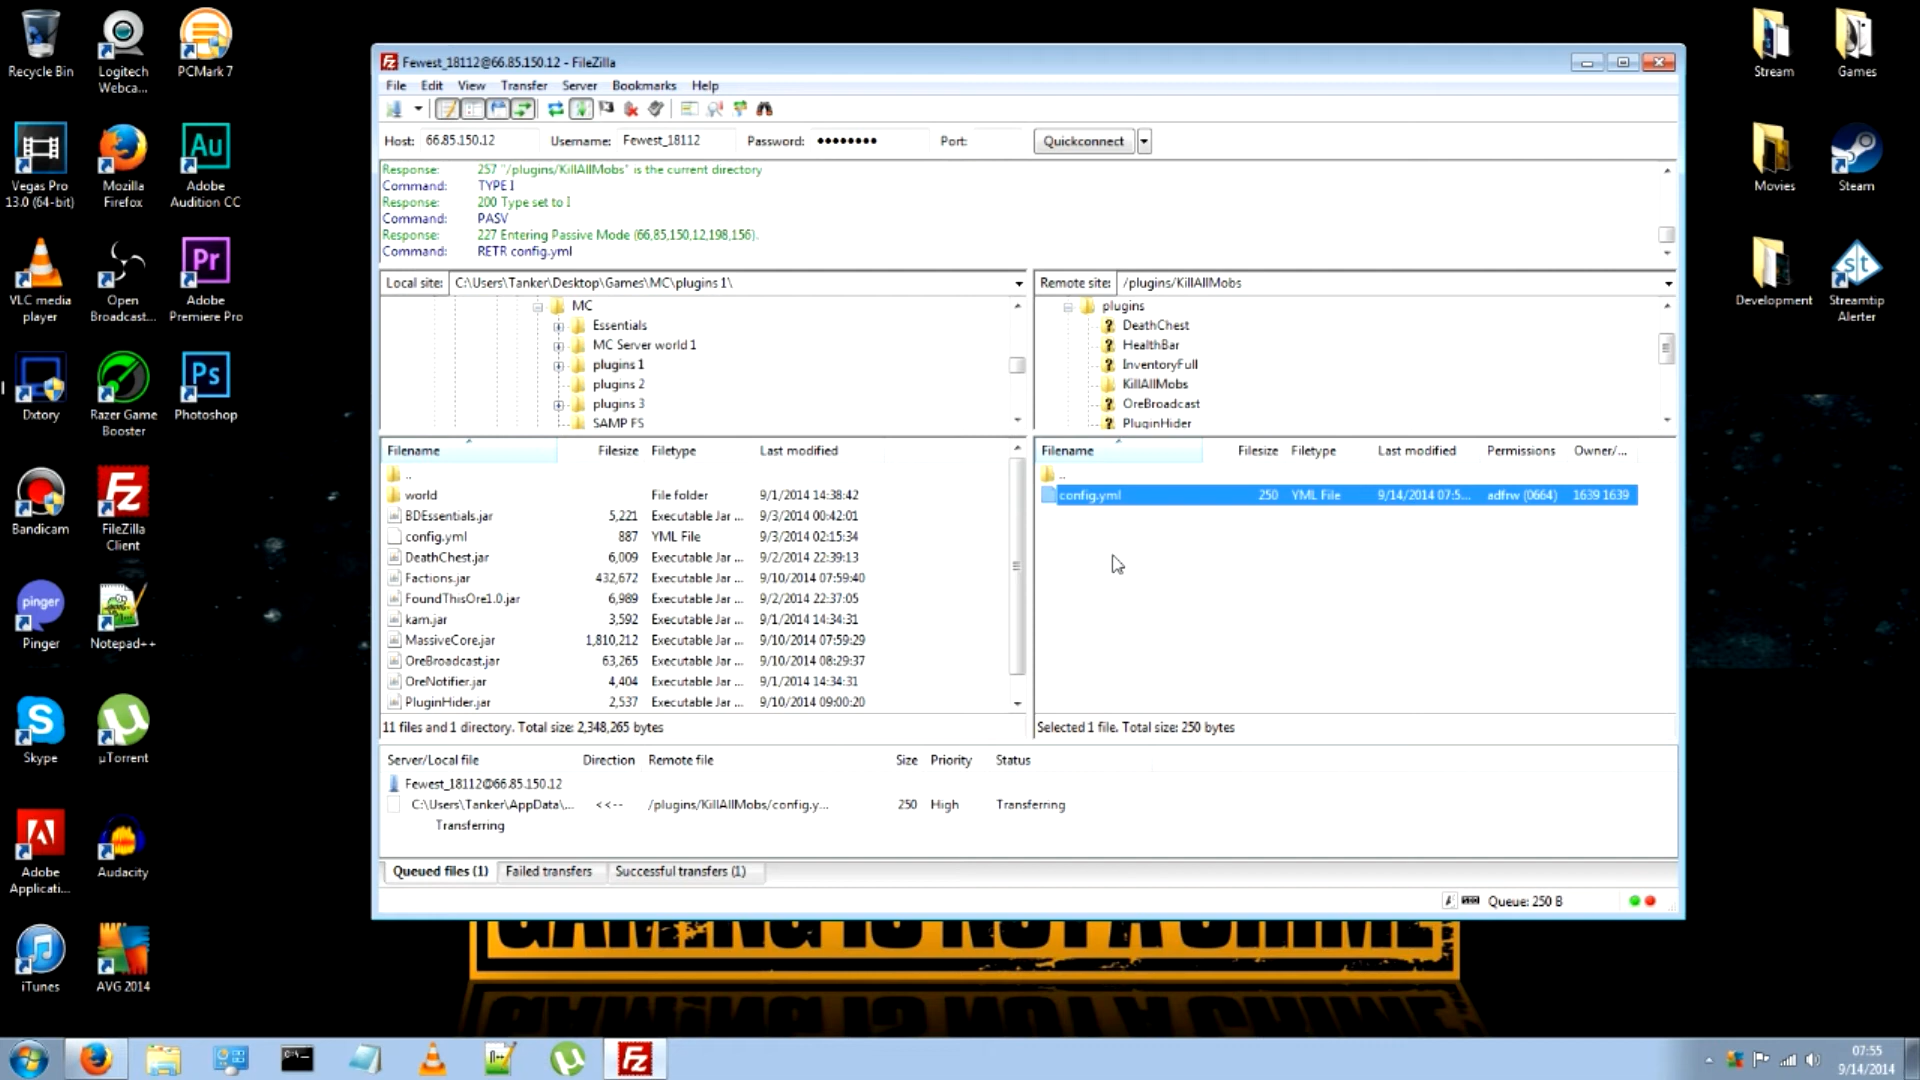 Recycle Bin
Logitech Webca...
PCMark 7
Vegas Pro 13.0 (64-bit)
Mozilla Firefox
Adobe Audition CC
VLC media player
Open Broadcast...
Adobe Premiere Pro
Dxtory
Razer Game Booster
Photoshop
Bandicam
FileZilla Client
pinger
Pinger
Notepad++
Skype
µTorrent
Adobe Applicati...
Audacity
iTunes
AVG 2014
Stream
Games
Movies
Steam
Development
Streamtip Alerter
Au
Pr
Ps
st
Fewest_18112@66.85.150.12 - FileZilla
File Edit View Transfer Server Bookmarks Help
Host: 66.85.150.12 Username: Fewest_18112 Password: ●●●●●●●● Port: Quickconnect
Response: 257 "/plugins/KillAllMobs" is the current directory
Command: TYPE I
Response: 200 Type set to I
Command: PASV
Response: 227 Entering Passive Mode (66,85,150,12,198,156).
Command: RETR config.yml
Local site: C:\Users\Tanker\Desktop\Games\MC\plugins 1\
MC
Essentials
MC Server world 1
plugins 1
plugins 2
plugins 3
SAMP FS
Remote site: /plugins/KillAllMobs
plugins
DeathChest
HealthBar
InventoryFull
KillAllMobs
OreBroadcast
PluginHider
Filename Filesize Filetype Last modified
..
world File folder 9/1/2014 14:38:42
BDEssentials.jar 5,221 Executable Jar ... 9/3/2014 00:42:01
config.yml 887 YML File 9/3/2014 02:15:34
DeathChest.jar 6,009 Executable Jar ... 9/2/2014 22:39:13
Factions.jar 432,672 Executable Jar ... 9/10/2014 07:59:40
FoundThisOre1.0.jar 6,989 Executable Jar ... 9/2/2014 22:37:05
kam.jar 3,592 Executable Jar ... 9/1/2014 14:34:31
MassiveCore.jar 1,810,212 Executable Jar ... 9/10/2014 07:59:29
OreBroadcast.jar 63,265 Executable Jar ... 9/10/2014 08:29:37
OreNotifier.jar 4,404 Executable Jar ... 9/1/2014 14:34:31
PluginHider.jar 2,537 Executable Jar ... 9/10/2014 09:00:20
11 files and 1 directory. Total size: 2,348,265 bytes
Filename Filesize Filetype Last modified Permissions Owner/...
..
config.yml 250 YML File 9/14/2014 07:5... adfrw (0664) 1639 1639
Selected 1 file. Total size: 250 bytes
Server/Local file Direction Remote file Size Priority Status
Fewest_18112@66.85.150.12
C:\Users\Tanker\AppData\... <<-- /plugins/KillAllMobs/config.y... 250 High Transferring
Transferring
Queued files (1) Failed transfers Successful transfers (1)
Queue: 250 B
GAMING IS NOT A CRIME
07:55
9/14/2014